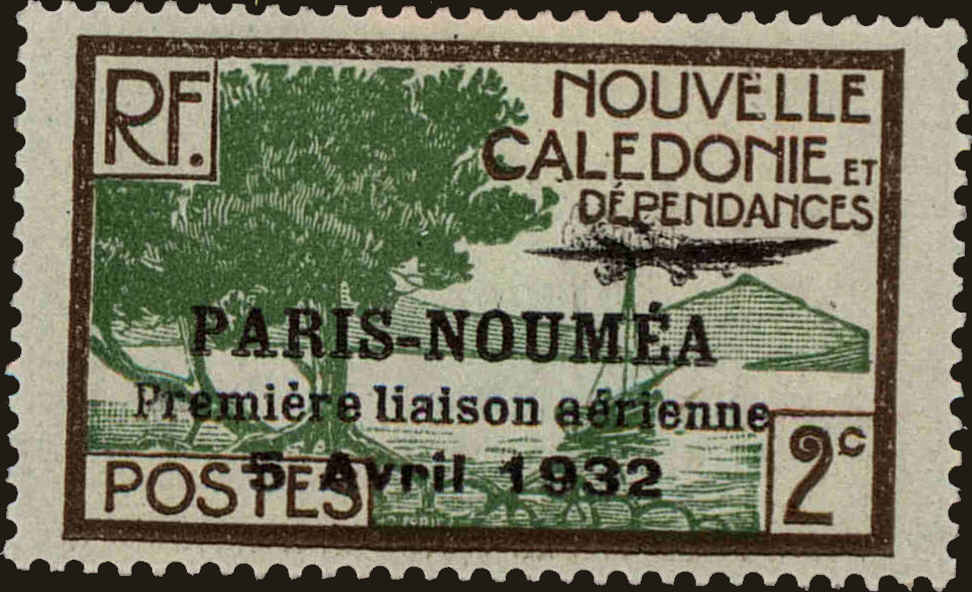 RF.
NOUVELLE
CALEDONIE ET
DÉPENDANCES
PARIS-NOUMÉA
Première liaison aérienne
5 Avril 1932
POSTES
2c